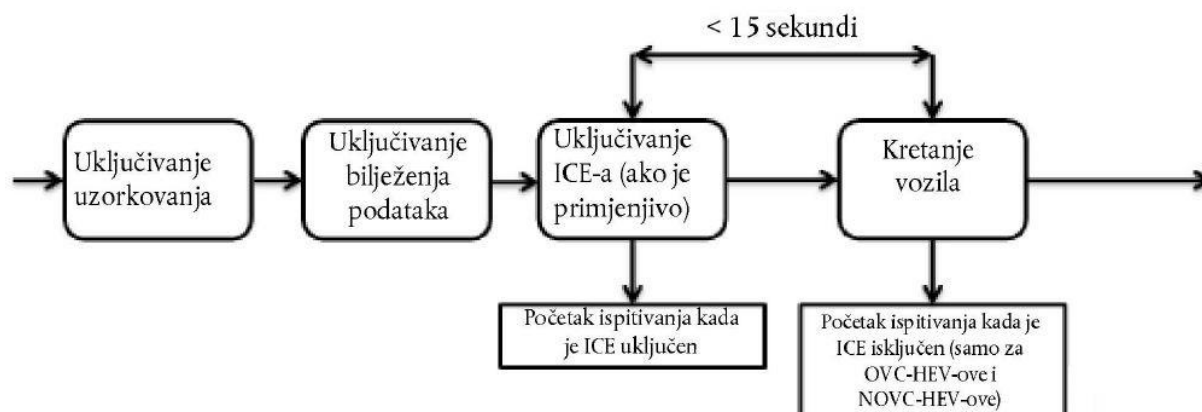 < 15 sekundi
Uključivanje
uzorkovanja
Uključivanje
bilježenja
podataka
Uključivanje
ICE-a (ako je
primjenjivo)
Kretanje
vozila
Početak ispitivanja kada
je ICE uključen
Početak ispitivanja kada je
ICE isključen (samo za
OVC-HEV-ove i
NOVC-HEV-ove)